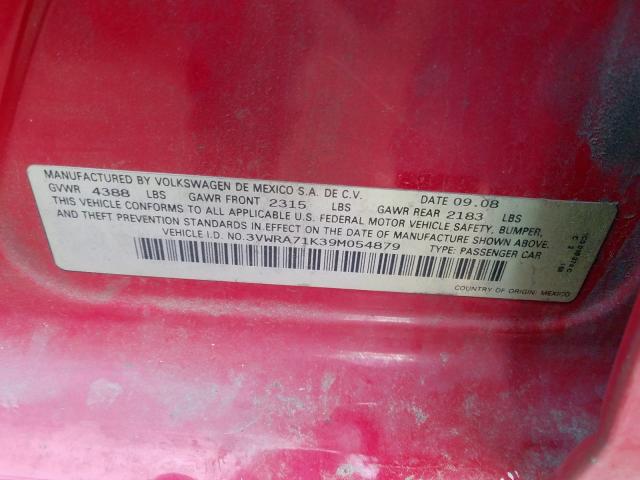 MANUFACTURED BY VOLKSWAGEN DE MEXICO S.A. DE C.V. DATE 09.08
GVWR 4388 LBS GAWR FRONT 2315 LBS GAWR REAR 2183 LBS
THIS VEHICLE CONFORMS TO ALL APPLICABLE U.S. FEDERAL MOTOR VEHICLE SAFETY, BUMPER,
AND THEFT PREVENTION STANDARDS IN EFFECT ON THE DATE OF MANUFACTURE SHOWN ABOVE.
VEHICLE I.D. NO.3VWRA71K39M054879 TYPE: PASSENGER CAR
COUNTRY OF ORIGIN: MEXICO